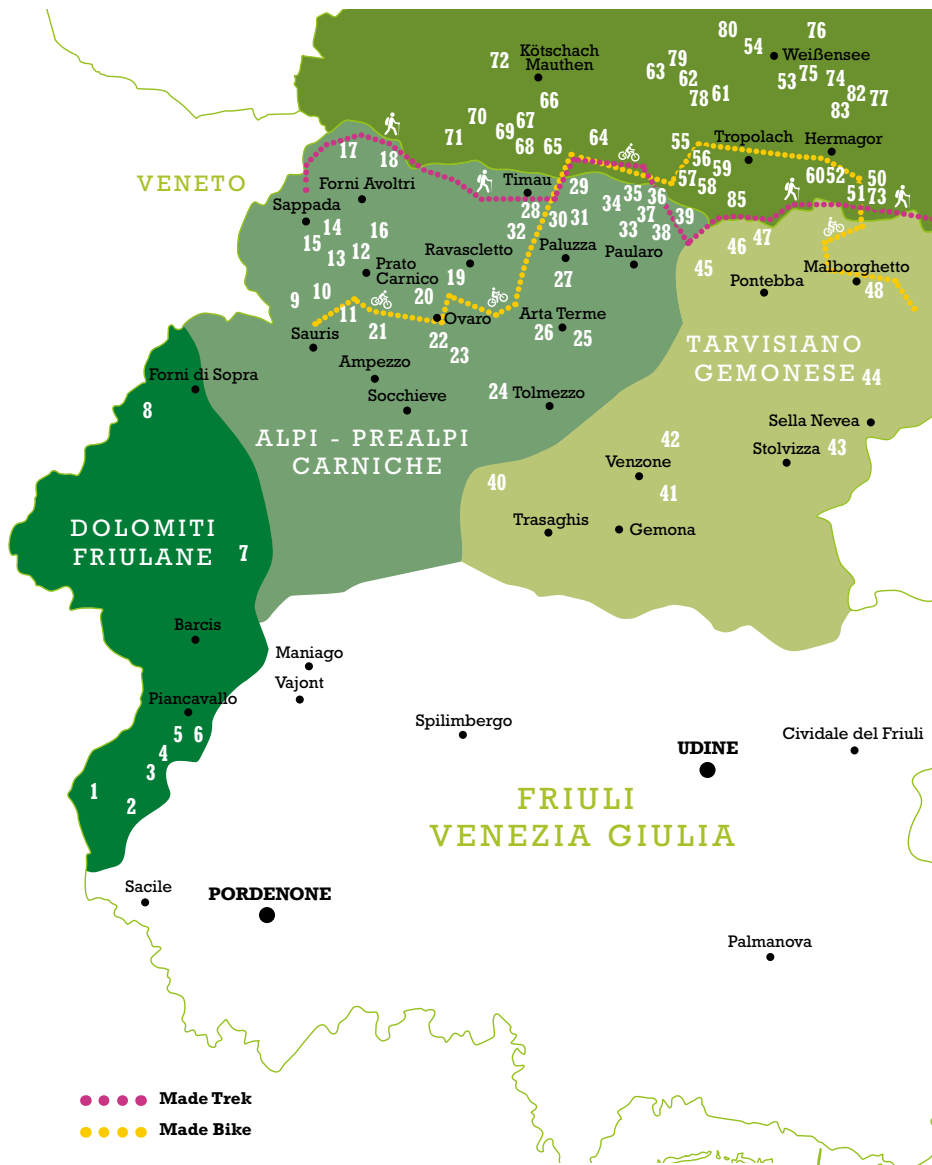 80
76
54
Weißensee
Kötschach
Mauthen
72
79
63
62
78
61
53
75
74
82
77
83
66
70
67
71
69
68
65
64
55
Tropolach
Hermagor
56
59
57
58
60
52
50
51
73
85
17
18
VENETO
Forni Avoltri
Timau
29
35
36
34
Sappada
28
30
31
37
39
14
16
32
33
38
46
47
15
12
13
Ravascletto
Paluzza
Paularo
45
Prato
Carnico
19
27
Pontebba
Malborghetto
48
9
10
20
11
21
Ovaro
Arta Terme
Sauris
22
26
25
23
TARVISIANO
GEMONESE
44
Ampezzo
Forni di Sopra
8
Socchieve
24
Tolmezzo
Sella Nevea
ALPI - PREALPI
CARNICHE
42
Venzone
Stolvizza
43
40
41
Trasaghis
Gemona
DOLOMITI
FRIULANE
7
Barcis
Maniago
Vajont
Piancavallo
5
6
4
3
1
2
Spilimbergo
UDINE
Cividale del Friuli
FRIULI
VENEZIA GIULIA
Sacile
PORDENONE
Palmanova
Made Trek
Made Bike